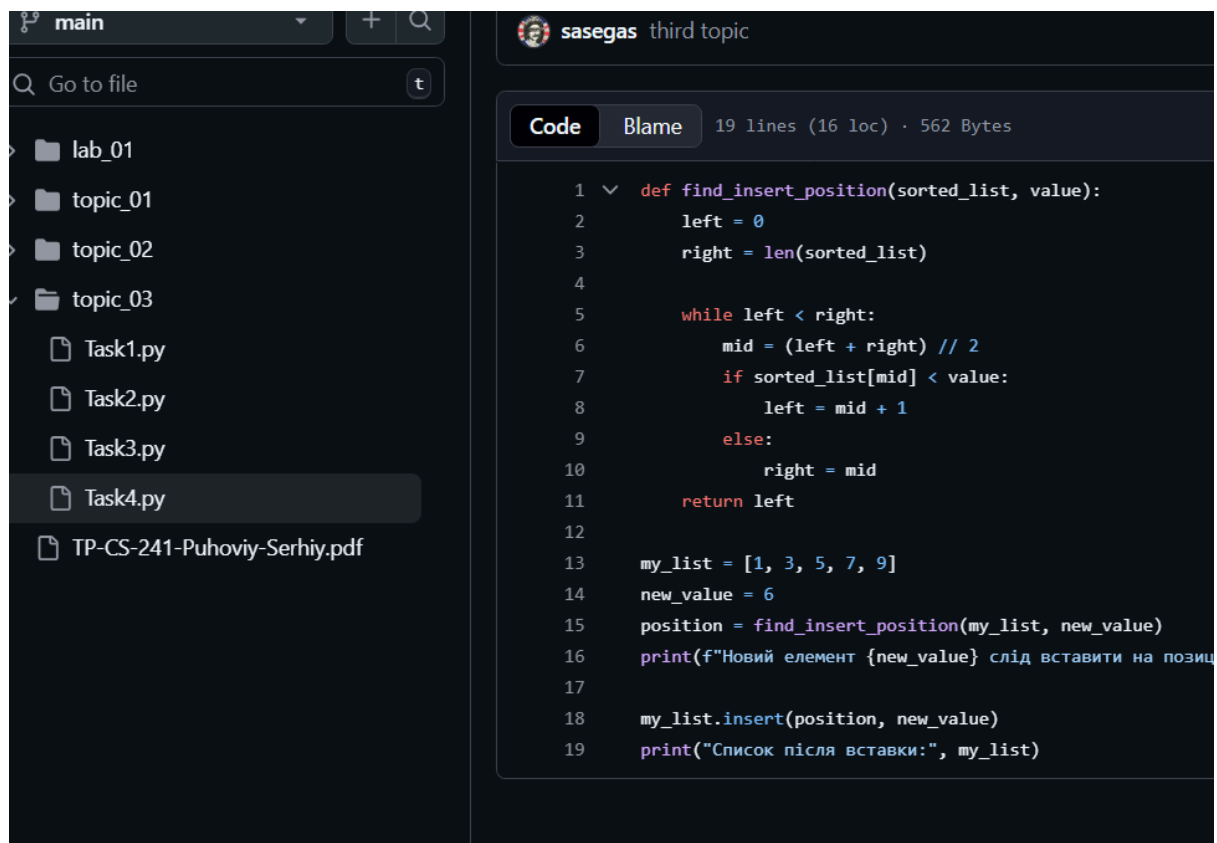 main
Go to file
t
lab_01
topic_01
topic_02
topic_03
Task1.py
Task2.py
Task3.py
Task4.py
TP-CS-241-Puhoviy-Serhiy.pdf
sasegas third topic
Code Blame 19 lines (16 loc) · 562 Bytes
1 def find_insert_position(sorted_list, value):
2 left = 0
3 right = len(sorted_list)
4
5 while left < right:
6 mid = (left + right) // 2
7 if sorted_list[mid] < value:
8 left = mid + 1
9 else:
10 right = mid
11 return left
12
13 my_list = [1, 3, 5, 7, 9]
14 new_value = 6
15 position = find_insert_position(my_list, new_value)
16 print(f"Новий елемент {new_value} слід вставити на
17
18 my_list.insert(position, new_value)
19 print("Список після вставки:", my_list)